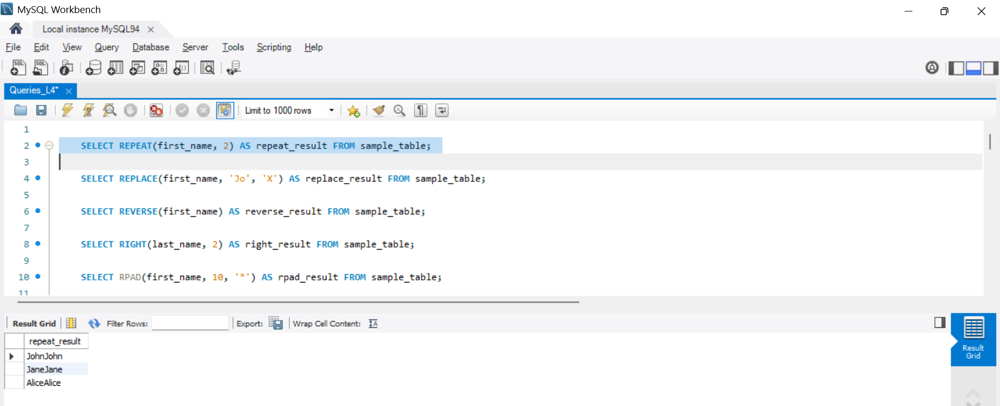 MySQL Workbench
Local instance MySQL94
File Edit View Query Database Server Tools Scripting Help
SQL SQL
Queries_L4*
Limit to 1000 rows
1
2 SELECT REPEAT(first_name, 2) AS repeat_result FROM sample_table;
3
4 SELECT REPLACE(first_name, 'Jo', 'X') AS replace_result FROM sample_table;
5
6 SELECT REVERSE(first_name) AS reverse_result FROM sample_table;
7
8 SELECT RIGHT(last_name, 2) AS right_result FROM sample_table;
9
10 SELECT RPAD(first_name, 10, '*') AS rpad_result FROM sample_table;
11
Result Grid Filter Rows: Export: Wrap Cell Content:
repeat_result
JohnJohn
JaneJane
AliceAlice
Result
Grid